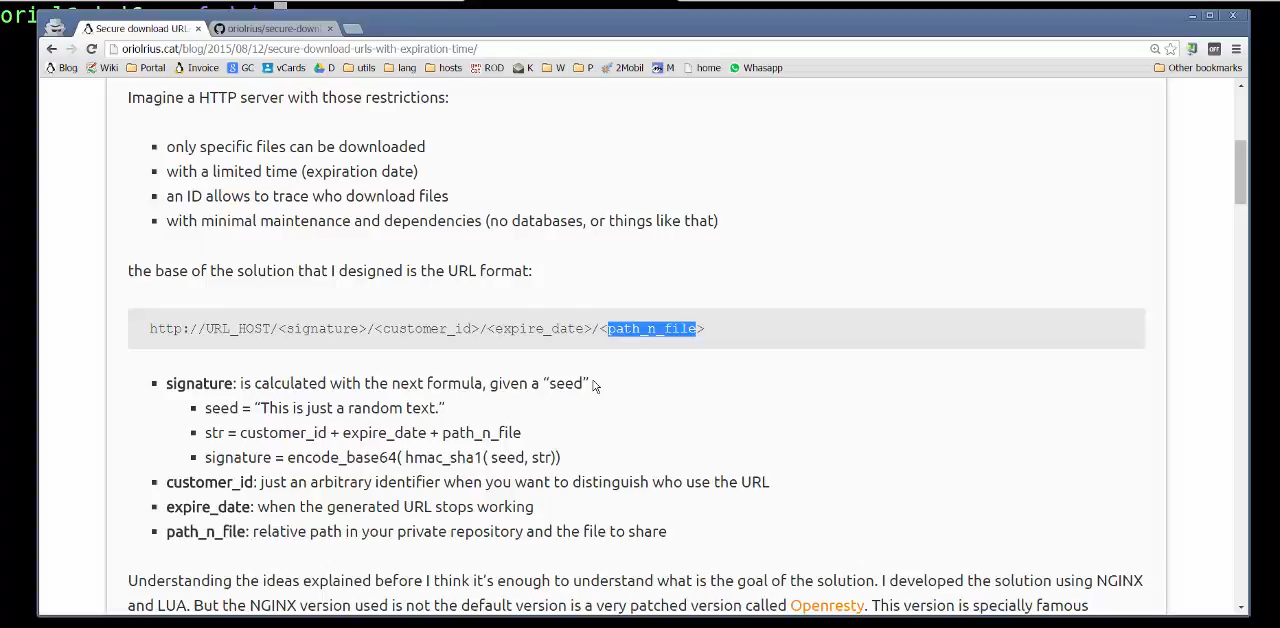 Secure download URL
oriolrius/secure-down
oriolrius.cat/blog/2015/08/12/secure-download-urls-with-expiration-time/
Blog Wiki Portal Invoice GC vCards D utils lang hosts ROD K W P 2Mobil M home Whasapp Other bookmarks
Imagine a HTTP server with those restrictions:
only specific files can be downloaded
with a limited time (expiration date)
an ID allows to trace who download files
with minimal maintenance and dependencies (no databases, or things like that)
the base of the solution that I designed is the URL format:
http://URL_HOST/<signature>/<customer_id>/<expire_date>/<path_n_file>
signature: is calculated with the next formula, given a “seed”
seed = “This is just a random text.”
str = customer_id + expire_date + path_n_file
signature = encode_base64( hmac_sha1( seed, str))
customer_id: just an arbitrary identifier when you want to distinguish who use the URL
expire_date: when the generated URL stops working
path_n_file: relative path in your private repository and the file to share
Understanding the ideas explained before I think it’s enough to understand what is the goal of the solution. I developed the solution using NGINX
and LUA. But the NGINX version used is not the default version is a very patched version called Openresty. This version is specially famous